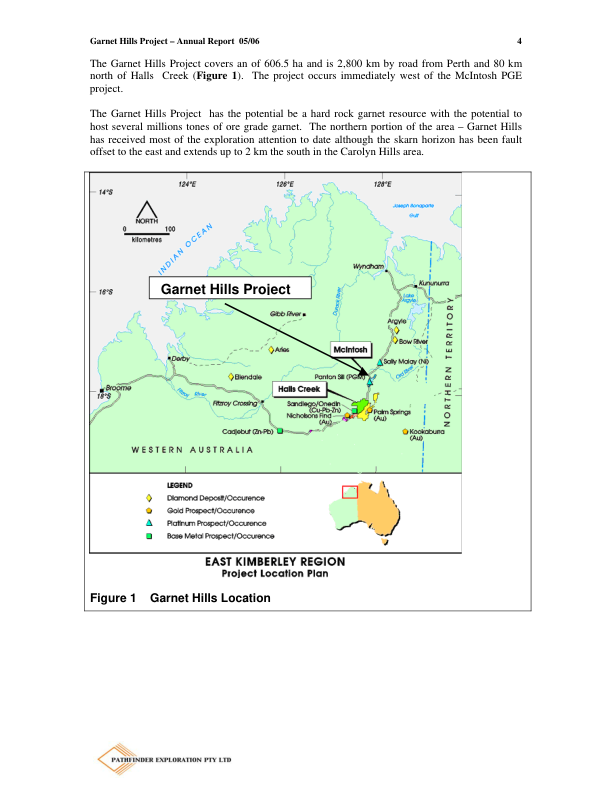 Garnet Hills Project – Annual Report 05/06 4
The Garnet Hills Project covers an of 606.5 ha and is 2,800 km by road from Perth and 80 km
north of Halls Creek (Figure 1). The project occurs immediately west of the McIntosh PGE
project.
The Garnet Hills Project has the potential be a hard rock garnet resource with the potential to
host several millions tones of ore grade garnet. The northern portion of the area – Garnet Hills
has received most of the exploration attention to date although the skarn horizon has been fault
offset to the east and extends up to 2 km the south in the Carolyn Hills area.
124°E 126°E 128°E
14°S
NORTH
0 100
kilometres
INDIAN OCEAN
Joseph Bonaparte
Gulf
Wyndham
Kununurra
16°S
Garnet Hills Project
Lake
Argyle
Gibb River
Argyle
Bow River
McIntosh
Aries
Derby
Sally Malay (Ni)
Ellendale
Panton Sill (PGM)
Ord River
Halls Creek
Broome
18°S
Fitzroy River
Fitzroy Crossing
Sandiego/Onedin
(Cu-Pb-Zn)
Nicholsons Find
(Au)
Palm Springs
(Au)
Cadjebut (Zn-Pb)
Kookaburra
(Au)
NORTHERN TERRITORY
WESTERN AUSTRALIA
LEGEND
Diamond Deposit/Occurence
Gold Prospect/Occurence
Platinum Prospect/Occurence
Base Metal Prospect/Occurence
EAST KIMBERLEY REGION
Project Location Plan
Figure 1 Garnet Hills Location
PATHFINDER EXPLORATION PTY LTD